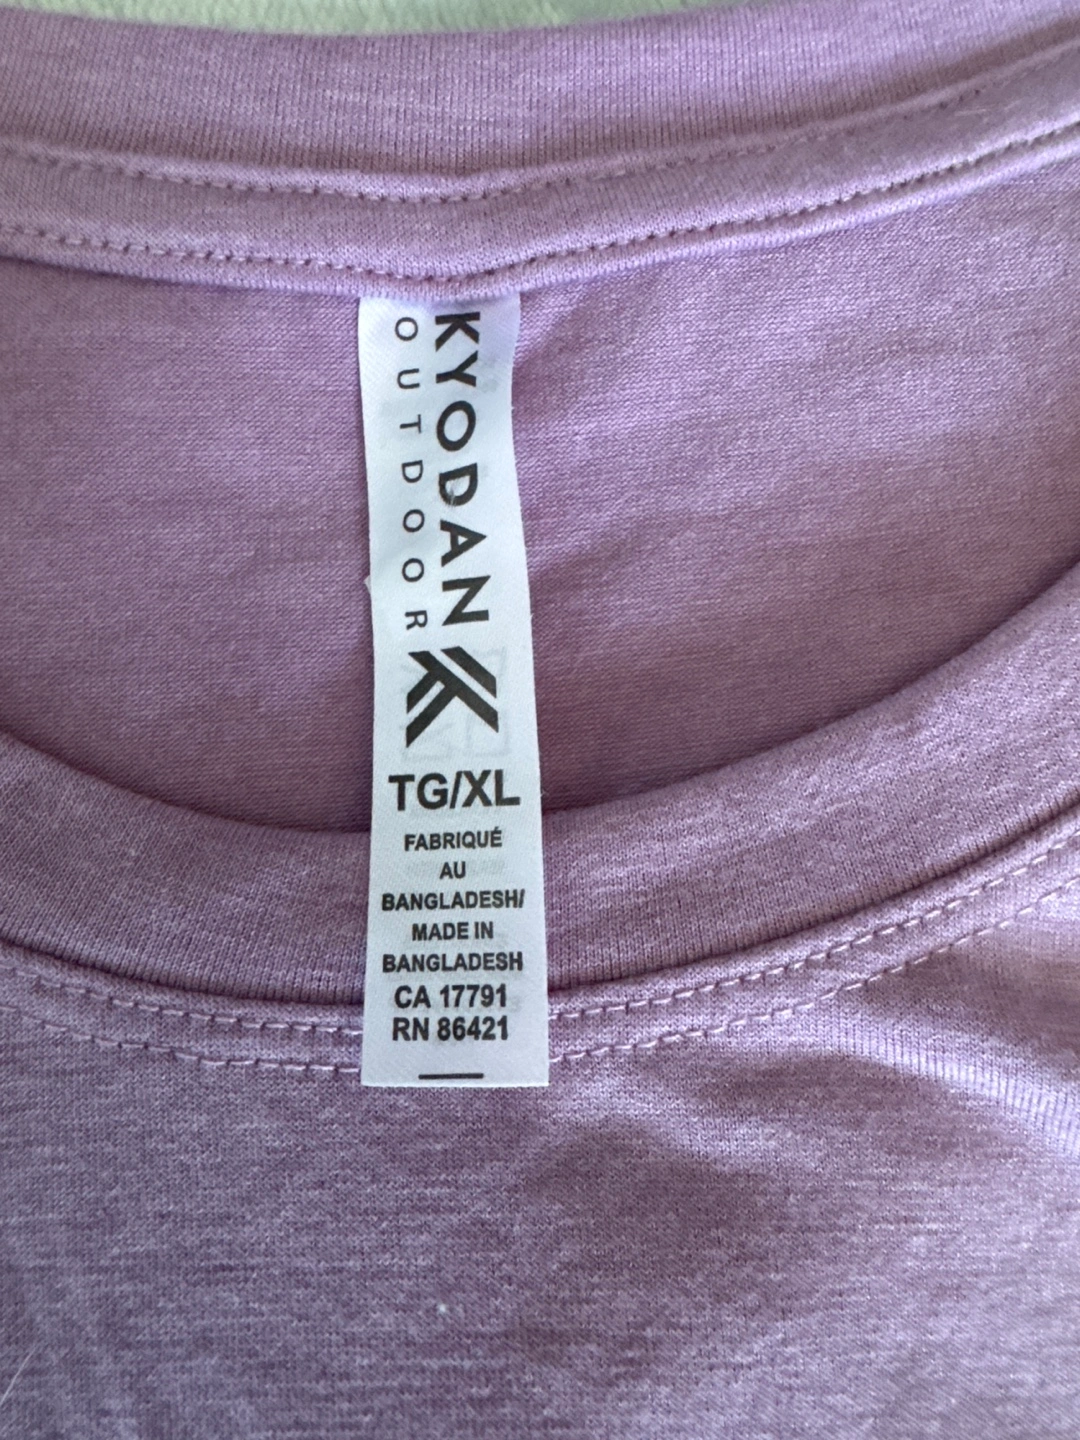 KYODAN
OUTDOOR
TG/XL
FABRIQUÉ
AU
BANGLADESH/
MADE IN
BANGLADESH
CA 17791
RN 86421